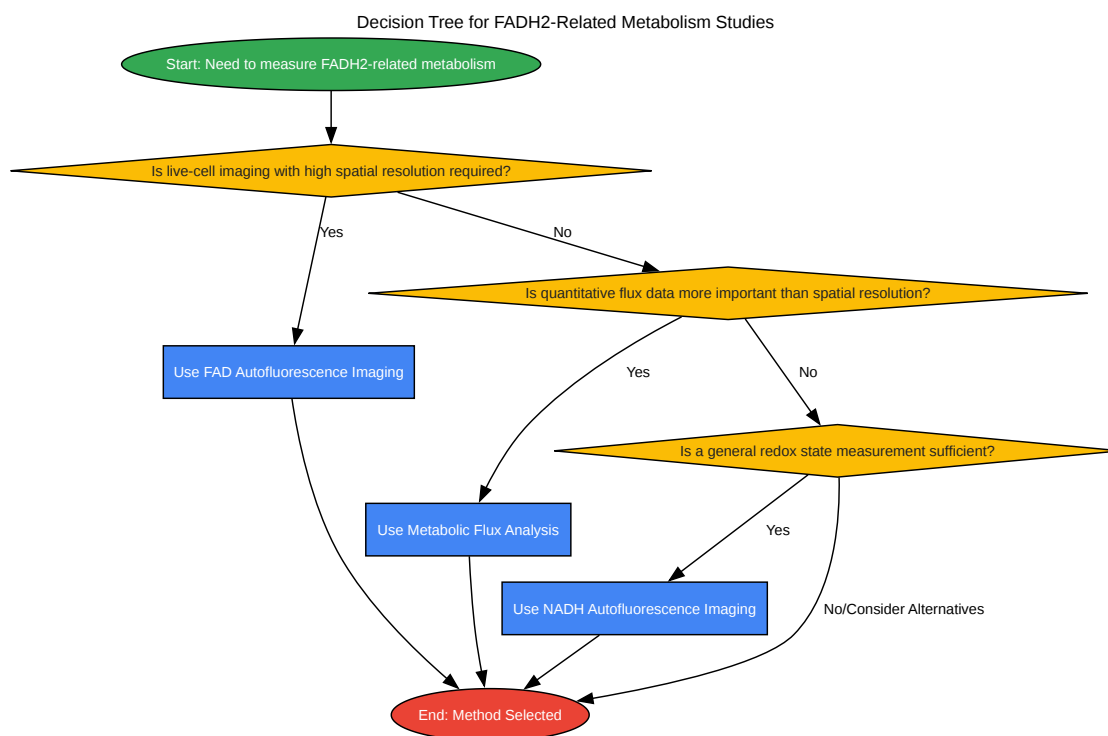 Decision Tree for FADH2-Related Metabolism Studies
Start: Need to measure FADH2-related metabolism
Is live-cell imaging with high spatial resolution required?
Yes
No
Is quantitative flux data more important than spatial resolution?
Use FAD Autofluorescence Imaging
Yes
No
Is a general redox state measurement sufficient?
Use Metabolic Flux Analysis
Yes
Use NADH Autofluorescence Imaging
No/Consider Alternatives
End: Method Selected